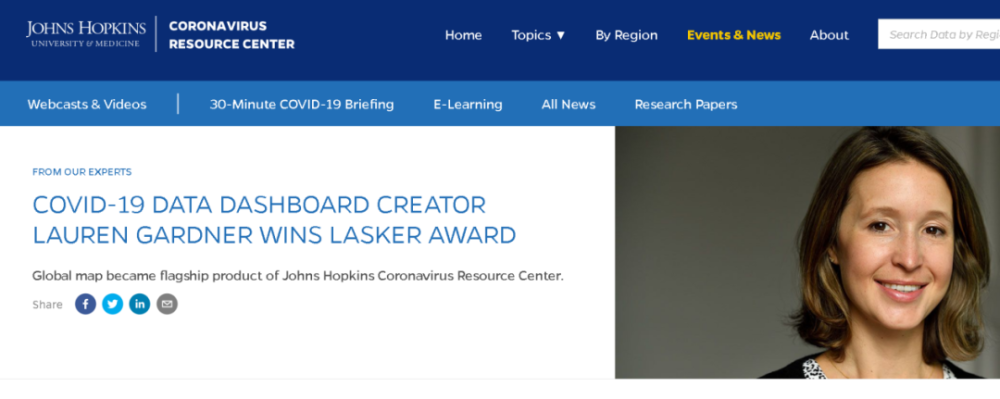 JOHNS HOPKINS
UNIVERSITY & MEDICINE
CORONAVIRUS
RESOURCE CENTER
Home
Topics ▼
By Region
Events & News
About
Search Data by Regi
Webcasts & Videos
30-Minute COVID-19 Briefing
E-Learning
All News
Research Papers
FROM OUR EXPERTS
COVID-19 DATA DASHBOARD CREATOR
LAUREN GARDNER WINS LASKER AWARD
Global map became flagship product of Johns Hopkins Coronavirus Resource Center.
Share